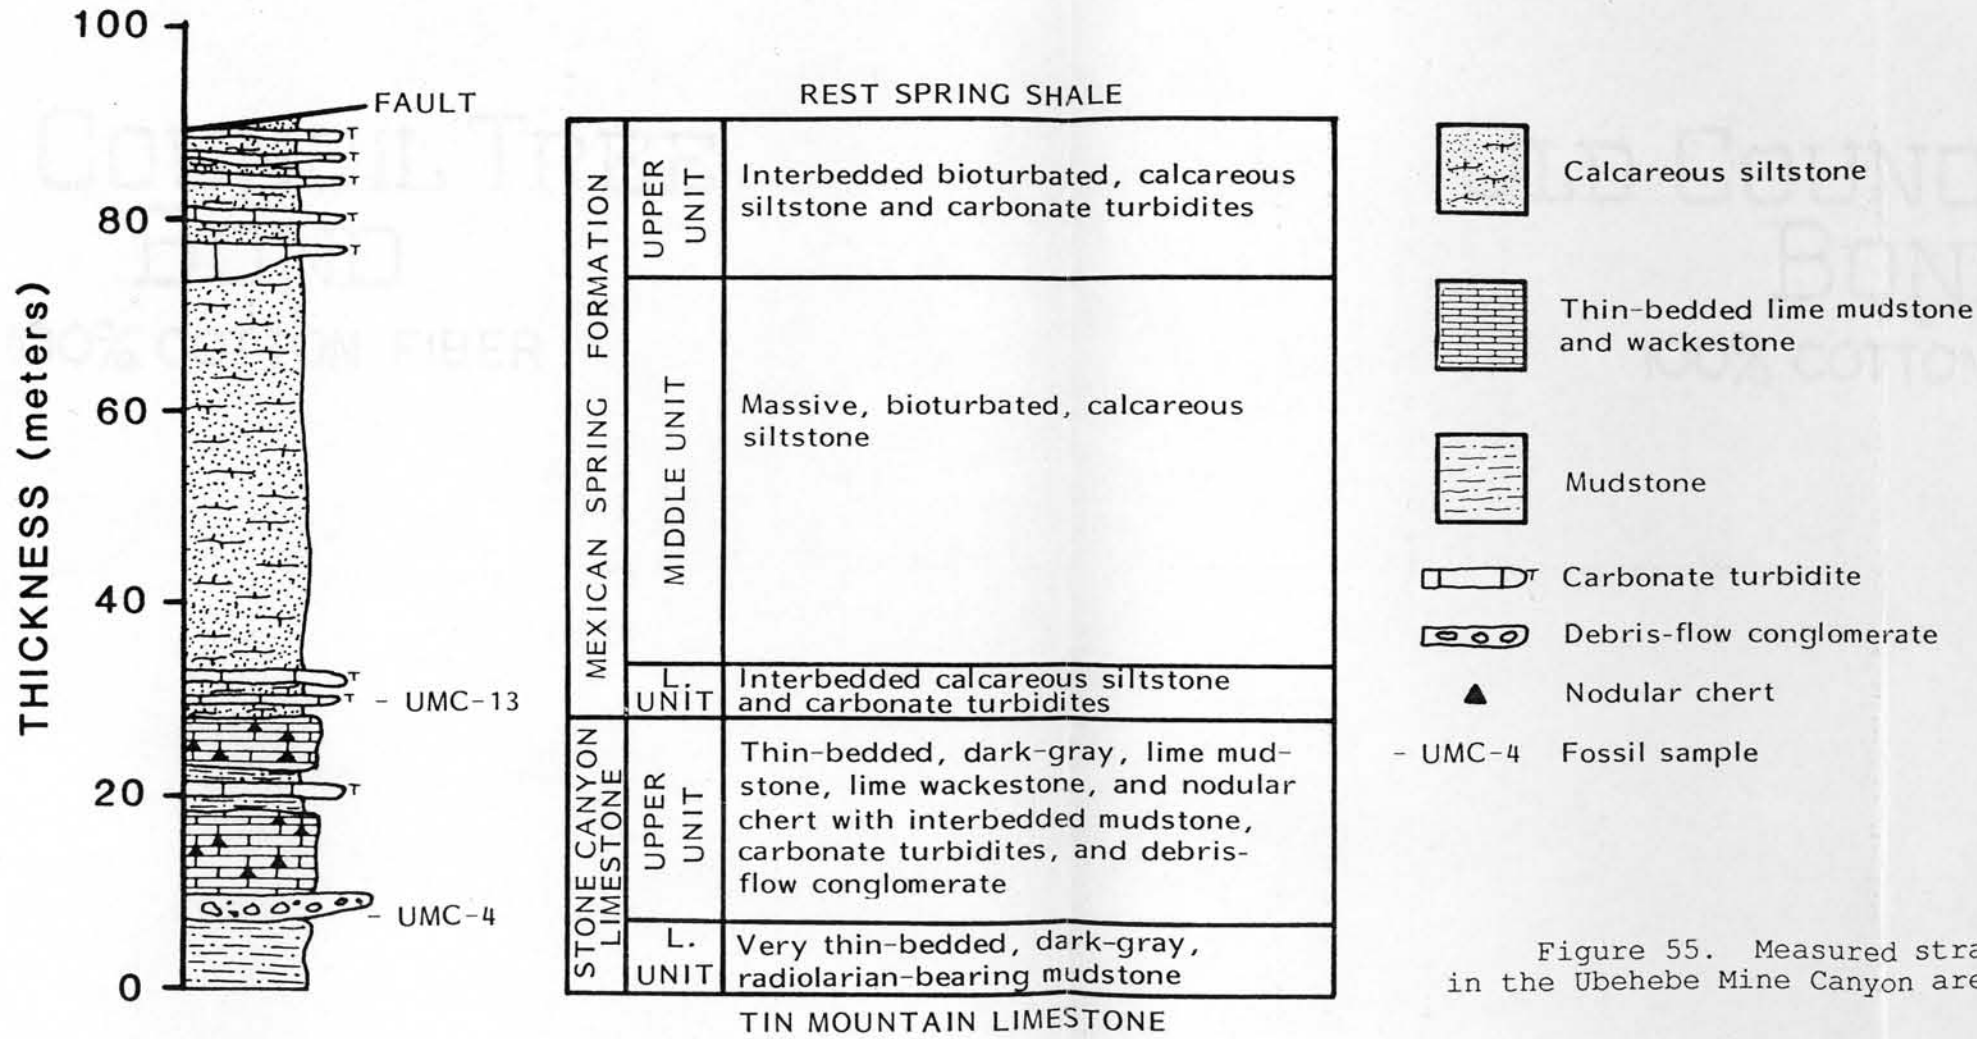 100
80
60
40
20
0
THICKNESS (meters)
FAULT
T
T
T
T
T
T
T
- UMC-13
T
- UMC-4
REST SPRING SHALE
MEXICAN SPRING FORMATION
UPPER
UNIT
Interbedded bioturbated, calcareous
siltstone and carbonate turbidites
MIDDLE UNIT
Massive, bioturbated, calcareous
siltstone
L.
UNIT
Interbedded calcareous siltstone
and carbonate turbidites
STONE CANYON
LIMESTONE
UPPER
UNIT
Thin-bedded, dark-gray, lime mud-
stone, lime wackestone, and nodular
chert with interbedded mudstone,
carbonate turbidites, and debris-
flow conglomerate
L.
UNIT
Very thin-bedded, dark-gray,
radiolarian-bearing mudstone
TIN MOUNTAIN LIMESTONE
Calcareous siltstone
Thin-bedded lime mudstone
and wackestone
Mudstone
T Carbonate turbidite
Debris-flow conglomerate
Nodular chert
- UMC-4 Fossil sample
Figure 55. Measured stra
in the Ubehebe Mine Canyon are